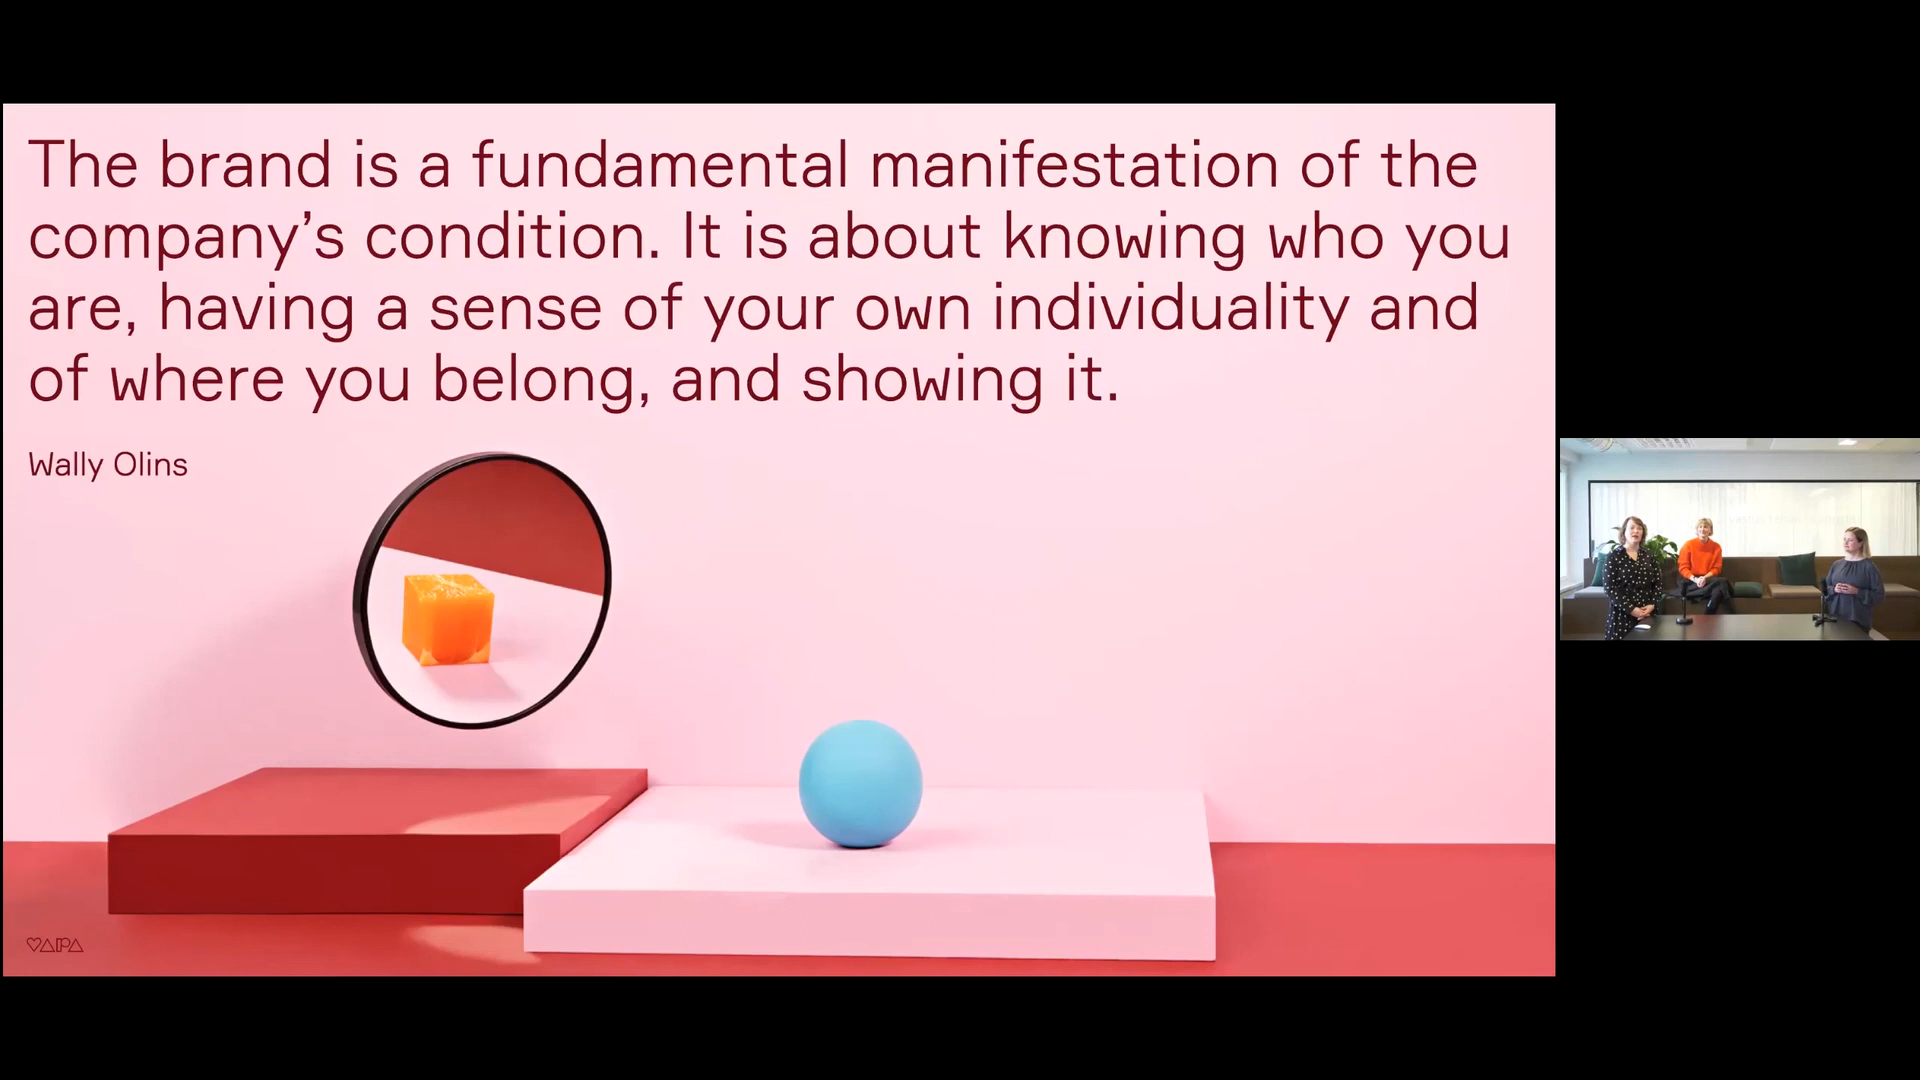 The brand is a fundamental manifestation of the
company’s condition. It is about knowing who you
are, having a sense of your own individuality and
of where you belong, and showing it.
Wally Olins
VAPA